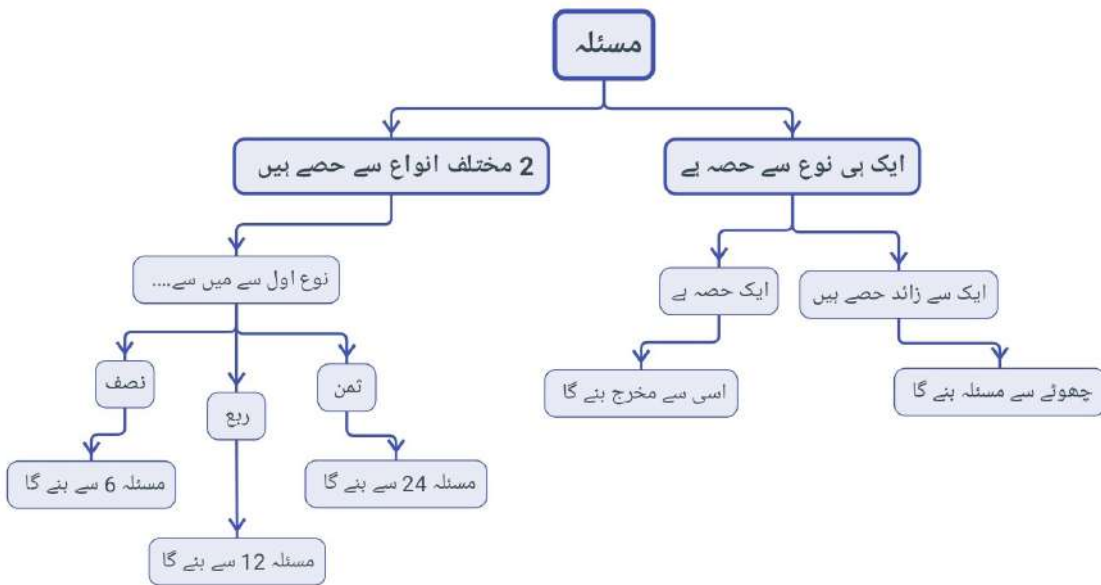 مسئلہ
ایک ہی نوع سے حصہ ہے
2 مختلف انواع سے حصے ہیں
ایک سے زائد حصے ہیں
ایک حصہ ہے
نوع اول سے میں سے....
چھوٹے سے مسئلہ بنے گا
اسی سے مخرج بنے گا
ثمن
ربع
نصف
مسئلہ 24 سے بنے گا
مسئلہ 6 سے بنے گا
مسئلہ 12 سے بنے گا